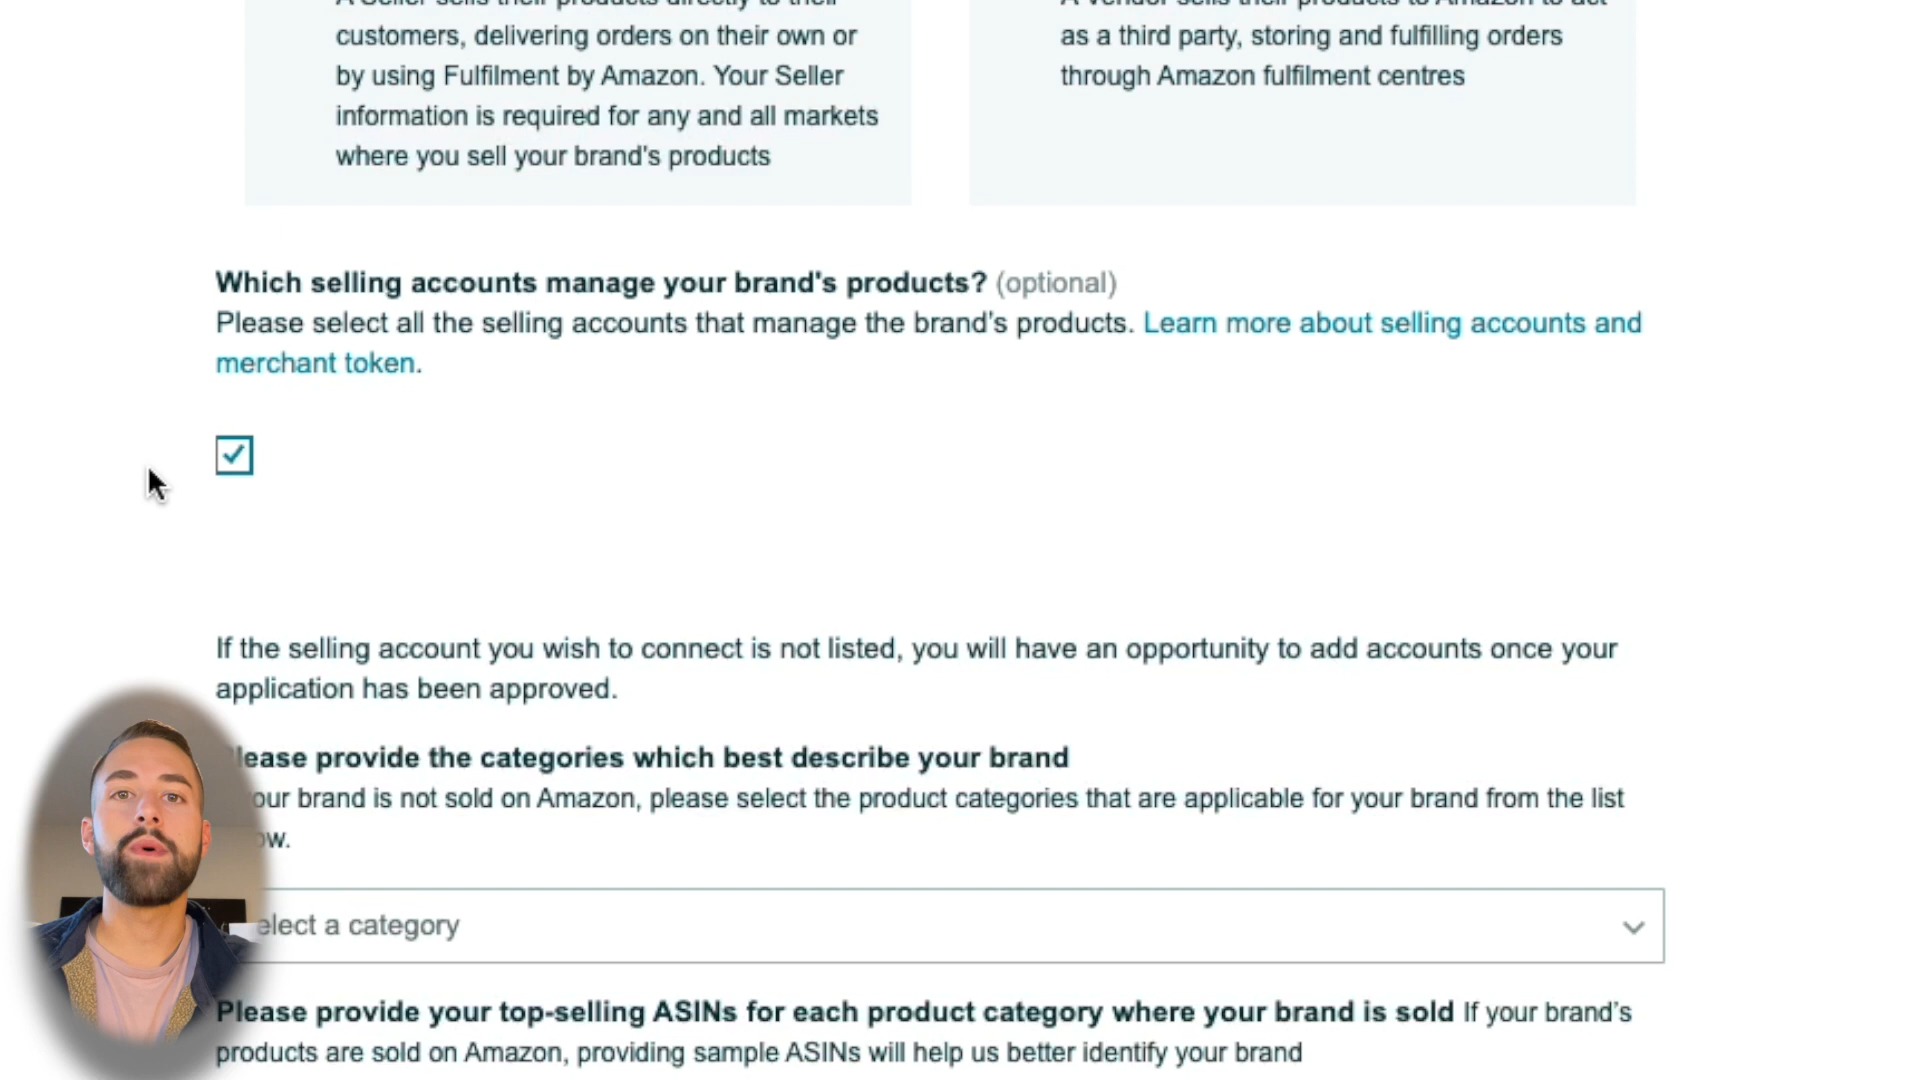 customers, delivering orders on their own or
by using Fulfilment by Amazon. Your Seller
information is required for any and all markets
where you sell your brand's products
as a third party, storing and fulfilling orders
through Amazon fulfilment centres
Which selling accounts manage your brand's products? (optional)
Please select all the selling accounts that manage the brand's products. Learn more about selling accounts and
merchant token.
If the selling account you wish to connect is not listed, you will have an opportunity to add accounts once your
application has been approved.
lease provide the categories which best describe your brand
our brand is not sold on Amazon, please select the product categories that are applicable for your brand from the list
ow.
elect a category
Please provide your top-selling ASINs for each product category where your brand is sold If your brand's
products are sold on Amazon, providing sample ASINs will help us better identify your brand